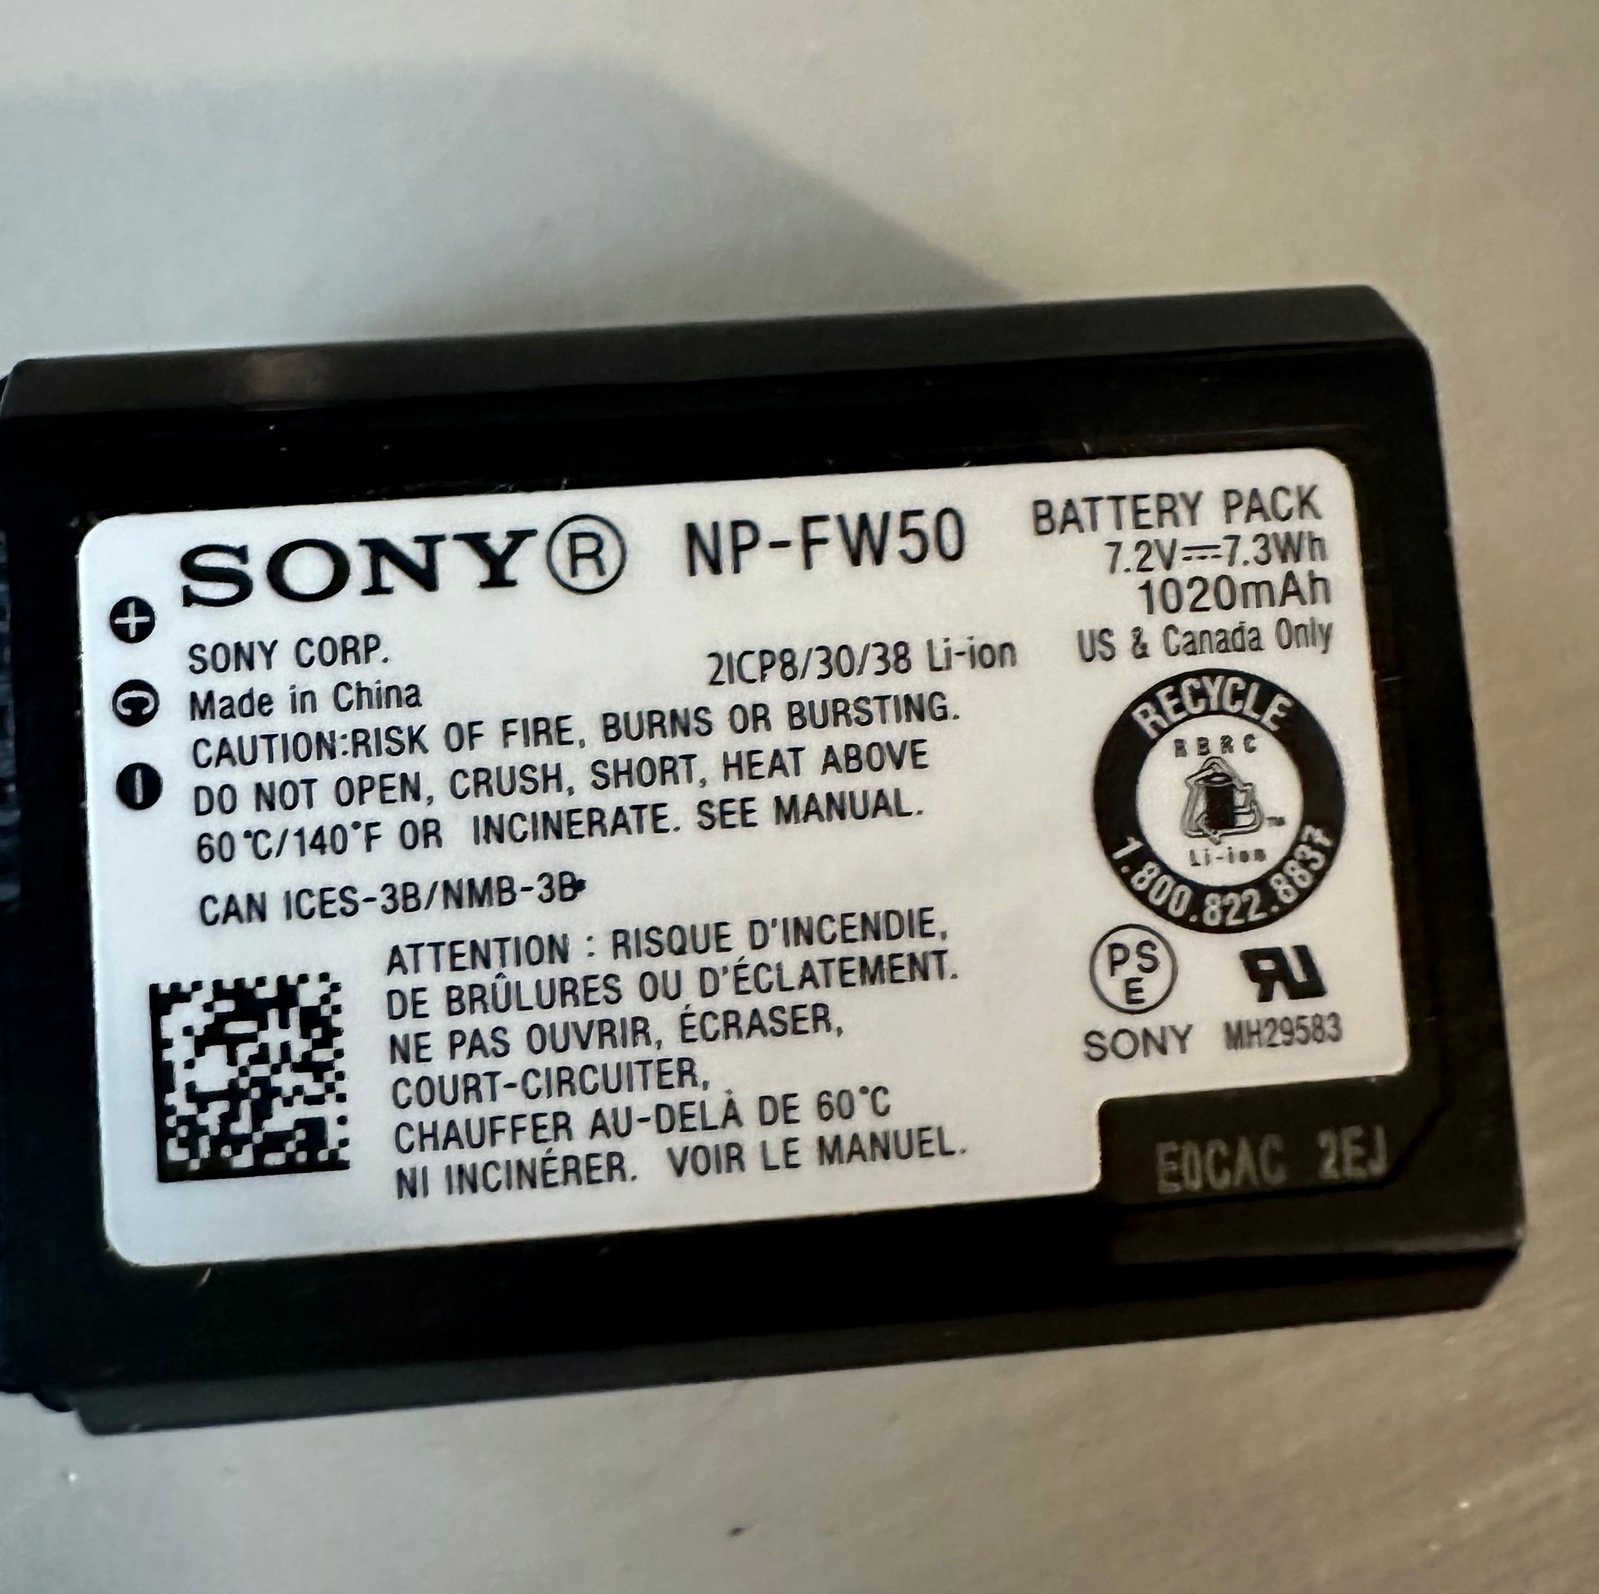 SONY® NP-FW50
BATTERY PACK
7.2V⎓7.3Wh
1020mAh
US & Canada Only
SONY CORP.
2ICP8/30/38 Li-ion
Made in China
CAUTION:RISK OF FIRE, BURNS OR BURSTING.
DO NOT OPEN, CRUSH, SHORT, HEAT ABOVE
60°C/140°F OR INCINERATE. SEE MANUAL.
CAN ICES-3B/NMB-3B
ATTENTION : RISQUE D'INCENDIE,
DE BRÛLURES OU D'ÉCLATEMENT.
NE PAS OUVRIR, ÉCRASER,
COURT-CIRCUITER,
CHAUFFER AU-DELÀ DE 60°C
NI INCINÉRER. VOIR LE MANUEL.
RECYCLE
RBRC
Li-ion
1.800.822.8837
PSE
SONY
RU
MH29583
E0CAC 2EJ